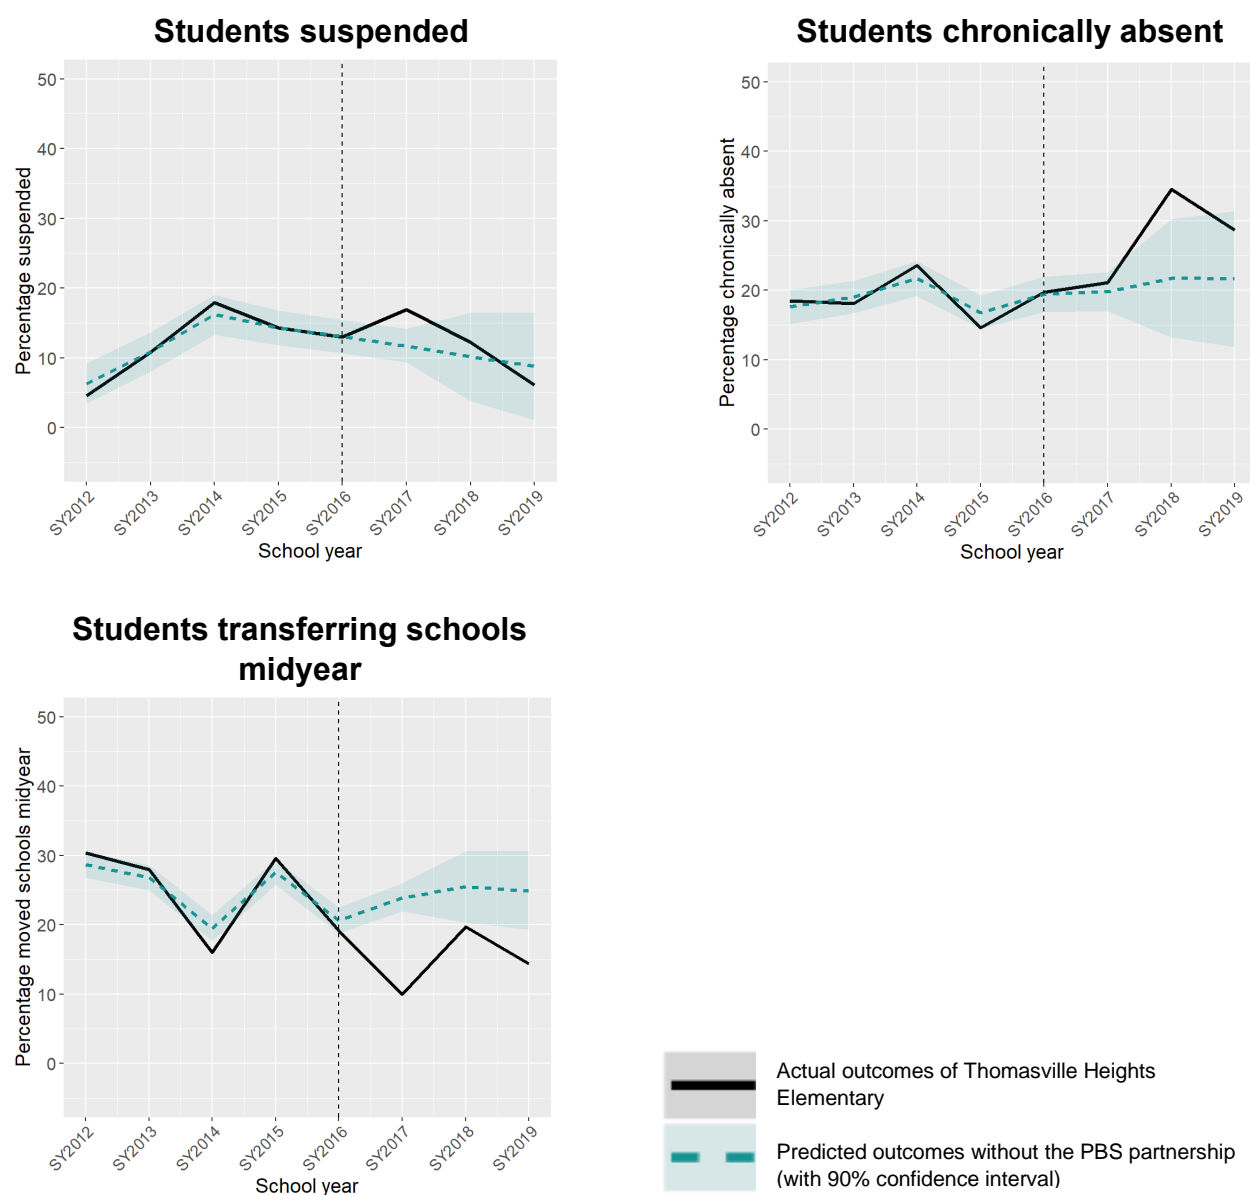 Students suspended
50
40
30
20
10
0
Percentage suspended
SY2012
SY2013
SY2014
SY2015
SY2016
SY2017
SY2018
SY2019
School year
Students chronically absent
50
40
30
20
10
0
Percentage chronically absent
SY2012
SY2013
SY2014
SY2015
SY2016
SY2017
SY2018
SY2019
School year
Students transferring schools
midyear
50
40
30
20
10
0
Percentage moved schools midyear
SY2012
SY2013
SY2014
SY2015
SY2016
SY2017
SY2018
SY2019
School year
Actual outcomes of Thomasville Heights
Elementary
Predicted outcomes without the PBS partnership
(with 90% confidence interval)